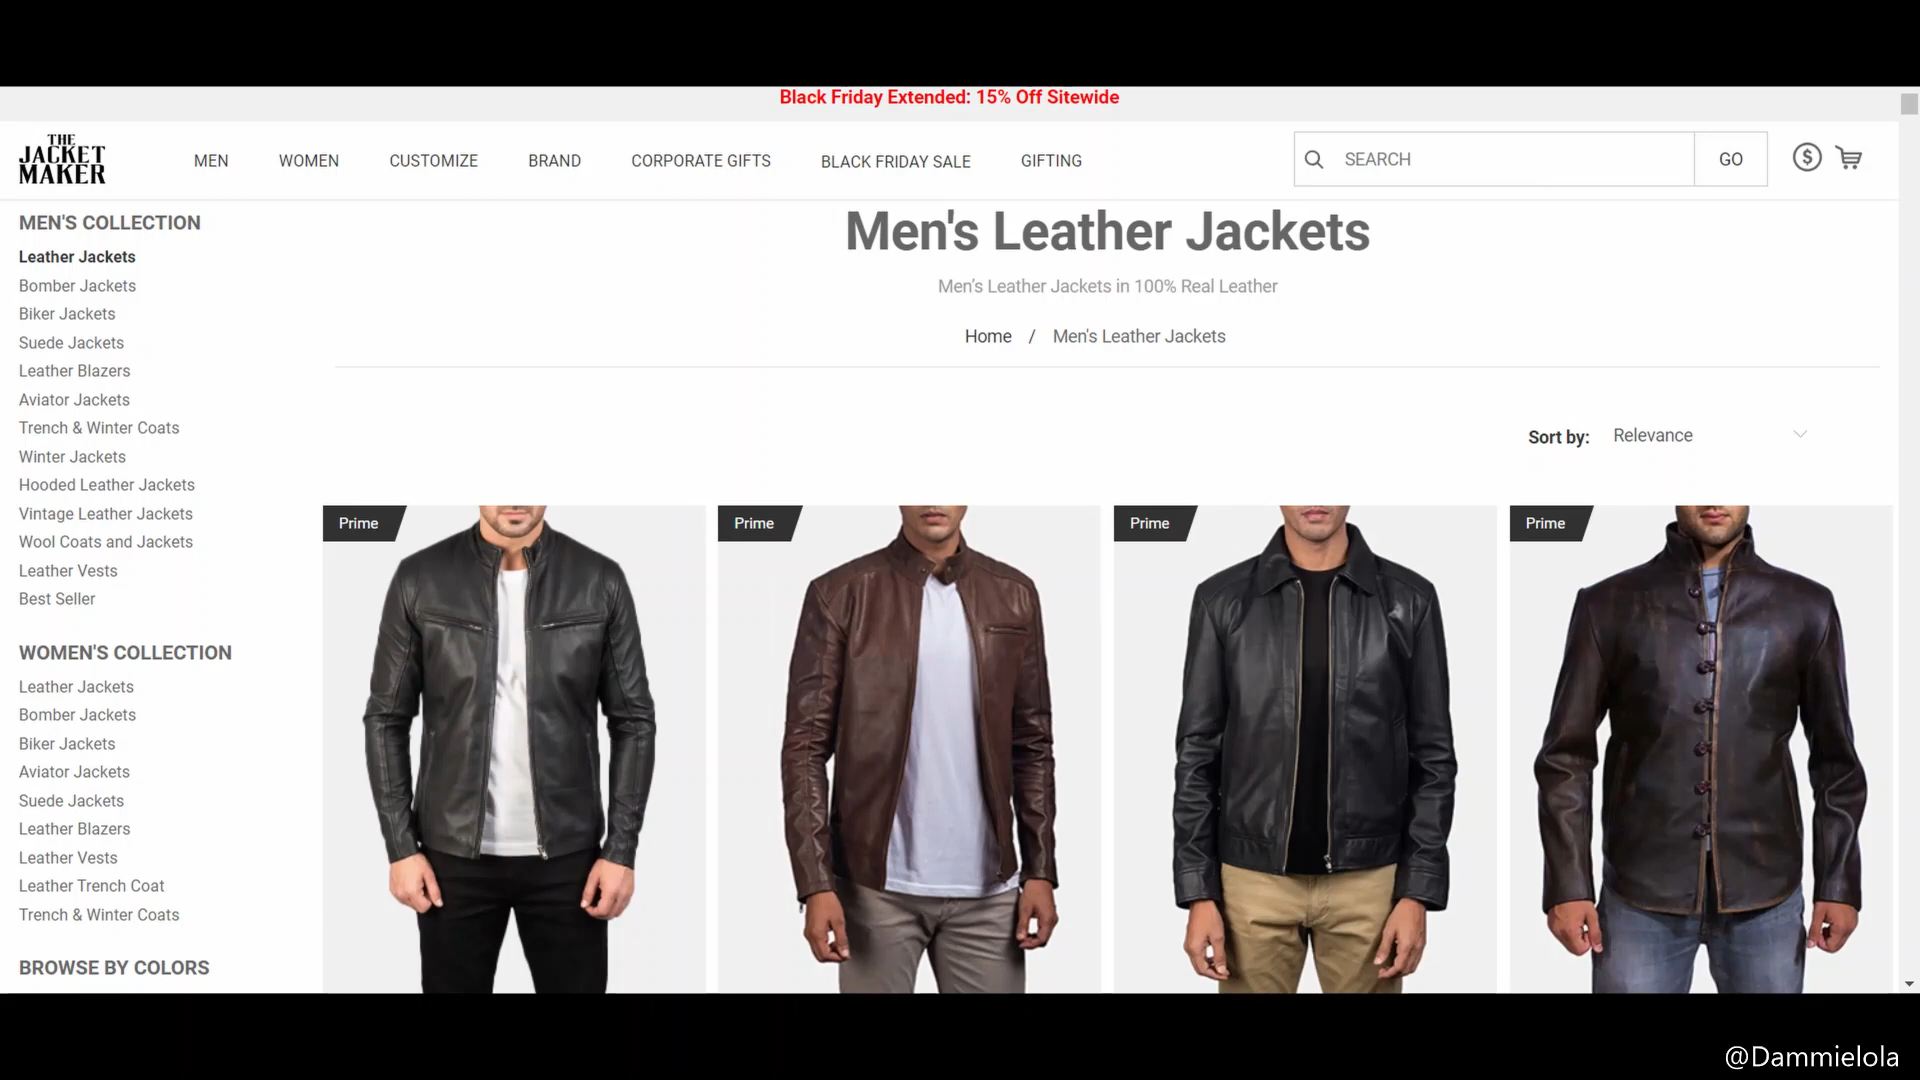 Black Friday Extended: 15% Off Sitewide
THE
JACKET
MAKER
MEN
WOMEN
CUSTOMIZE
BRAND
CORPORATE GIFTS
BLACK FRIDAY SALE
GIFTING
SEARCH
GO
$
MEN'S COLLECTION
Leather Jackets
Bomber Jackets
Biker Jackets
Suede Jackets
Leather Blazers
Aviator Jackets
Trench & Winter Coats
Winter Jackets
Hooded Leather Jackets
Vintage Leather Jackets
Wool Coats and Jackets
Leather Vests
Best Seller
WOMEN'S COLLECTION
Leather Jackets
Bomber Jackets
Biker Jackets
Aviator Jackets
Suede Jackets
Leather Blazers
Leather Vests
Leather Trench Coat
Trench & Winter Coats
BROWSE BY COLORS
Men's Leather Jackets
Men's Leather Jackets in 100% Real Leather
Home / Men's Leather Jackets
Sort by: Relevance
Prime
Prime
Prime
Prime
@Dammielola